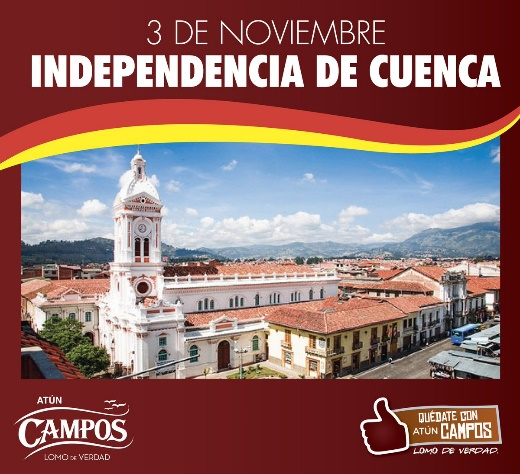 3 DE NOVIEMBRE
INDEPENDENCIA DE CUENCA
ATÚN
CAMPOS
LOMO DE VERDAD
QUÉDATE CON
ATÚN CAMPOS
LOMO DE VERDAD.